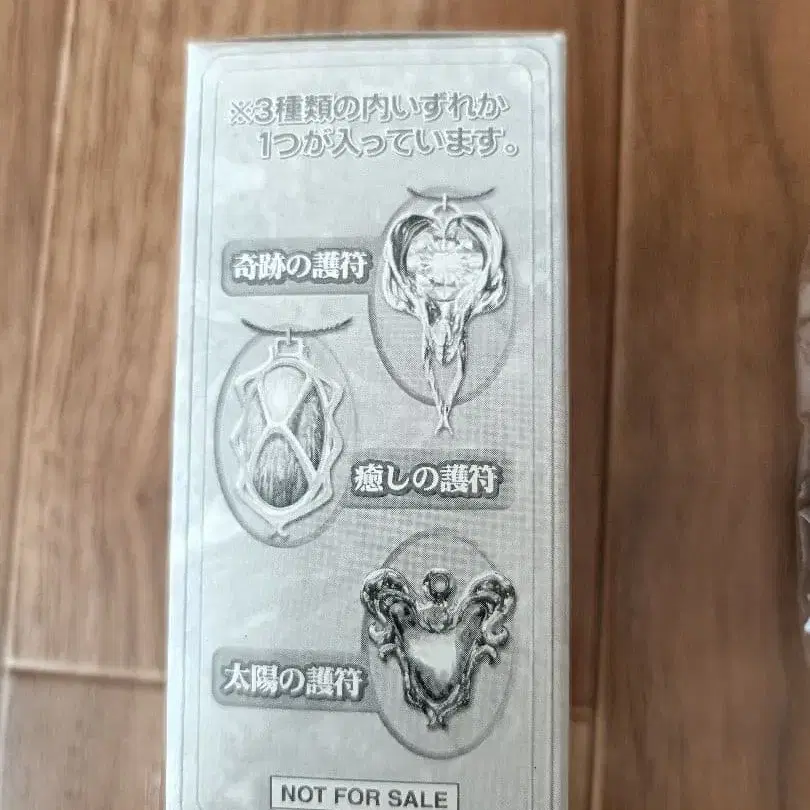 ※3種類の内いずれか
1つが入っています。
奇跡の護符
癒しの護符
太陽の護符
NOT FOR SALE